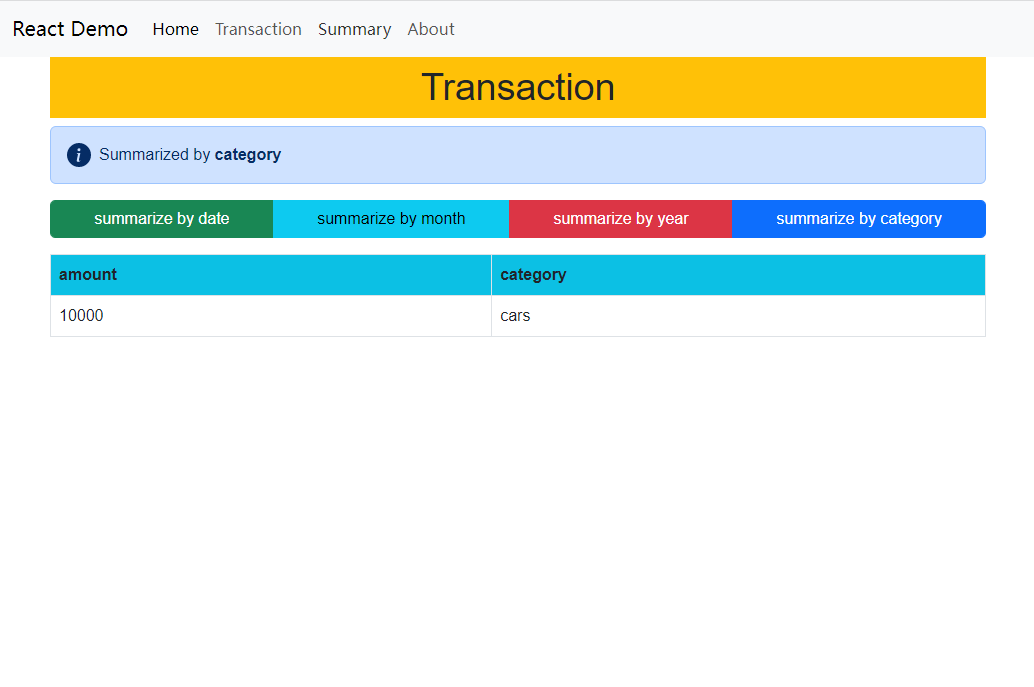 React Demo Home Transaction Summary About
Transaction
Summarized by category
summarize by date summarize by month summarize by year summarize by category
amount category
10000 cars